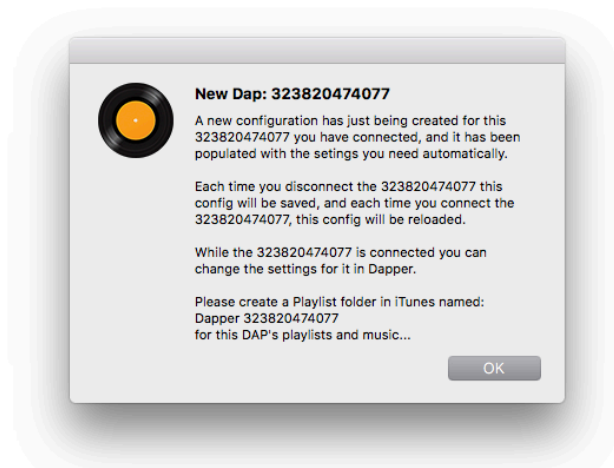 New Dap: 323820474077
A new configuration has just being created for this
323820474077 you have connected, and it has been
populated with the setings you need automatically.
Each time you disconnect the 323820474077 this
config will be saved, and each time you connect the
323820474077, this config will be reloaded.
While the 323820474077 is connected you can
change the settings for it in Dapper.
Please create a Playlist folder in iTunes named:
Dapper 323820474077
for this DAP's playlists and music...
OK